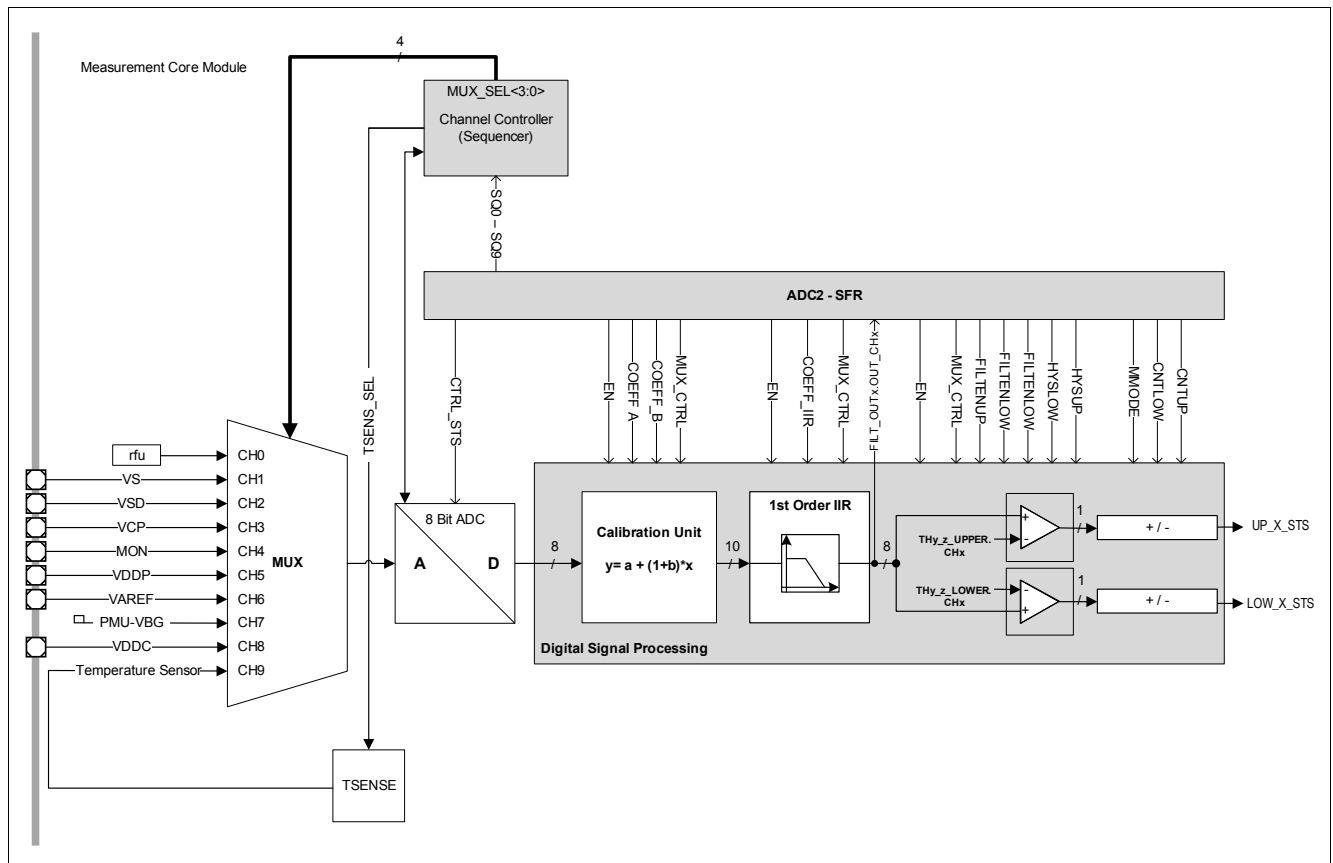 Measurement Core Module
4
MUX_SEL<3:0>
Channel Controller
(Sequencer)
SQ0 – SQ9
ADC2 - SFR
TSENS_SEL
CTRL_STS
EN
COEFF A
COEFF_B
MUX_CTRL
EN
COEFF_IIR
MUX_CTRL
FILT_OUTx.OUT_CHx
EN
MUX_CTRL
FILTENUP
FILTENLOW
FILTENLOW
HYSLOW
HYSUP
MMODE
CNTLOW
CNTUP
rfu
VS
VSD
VCP
MON
VDDP
VAREF
PMU-VBG
VDDC
Temperature Sensor
CH0
CH1
CH2
CH3
CH4
CH5
CH6
CH7
CH8
CH9
MUX
8 Bit ADC
A
D
8
Calibration Unit
y= a + (1+b)*x
10
1st Order IIR
8
THy_z_UPPER.
CHx
+
-
1
+ / -
UP_X_STS
THy_z_LOWER.
CHx
-
+
1
+ / -
LOW_X_STS
Digital Signal Processing
TSENSE